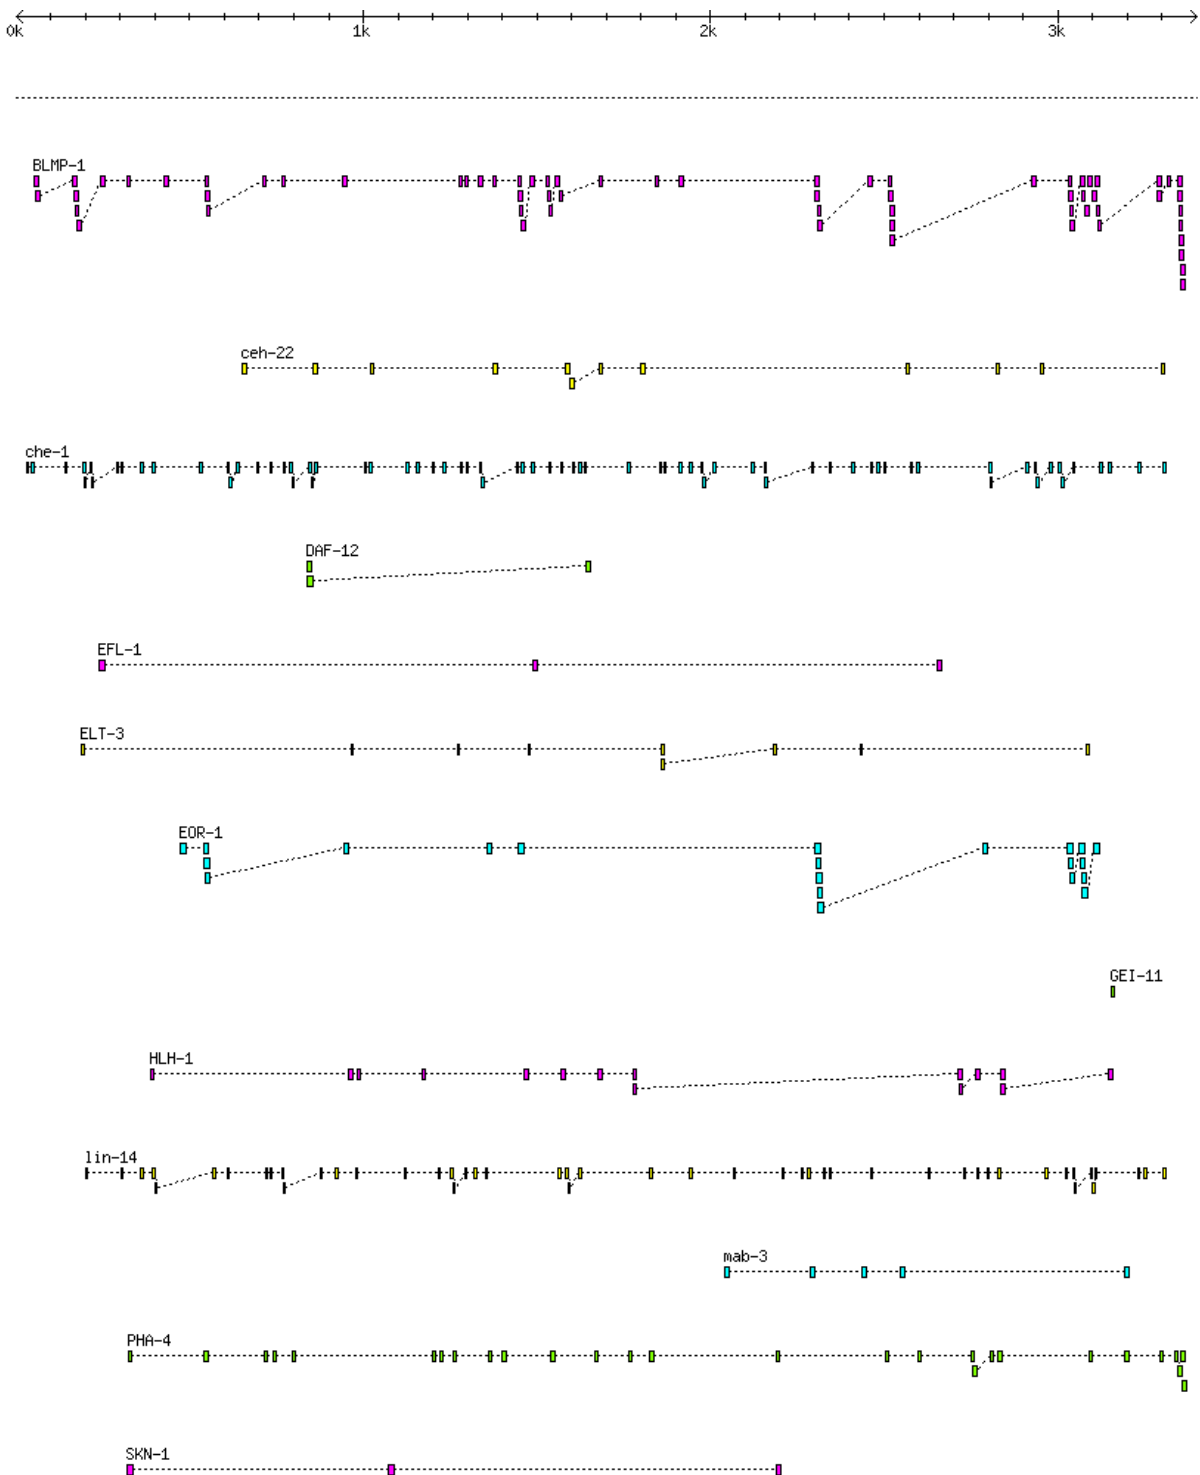 0k 1k 2k 3k
BLMP-1
ceh-22
che-1
DAF-12
EFL-1
ELT-3
EOR-1
GEI-11
HLH-1
lin-14
mab-3
PHA-4
SKN-1